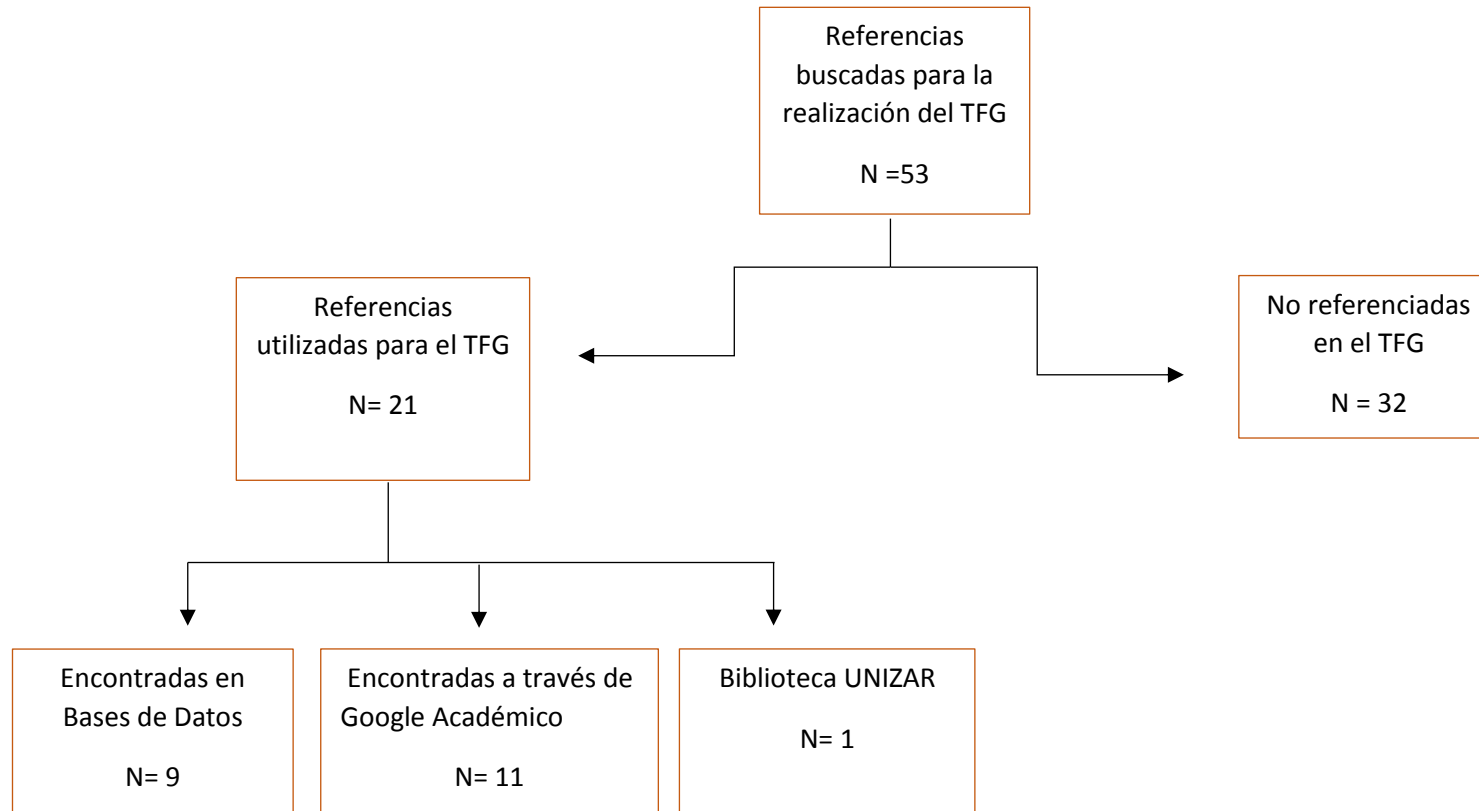 Referencias
buscadas para la
realización del TFG
N =53
Referencias
utilizadas para el TFG
N= 21
No referenciadas
en el TFG
N = 32
Encontradas en
Bases de Datos
N= 9
Encontradas a través de
Google Académico
N= 11
Biblioteca UNIZAR
N= 1